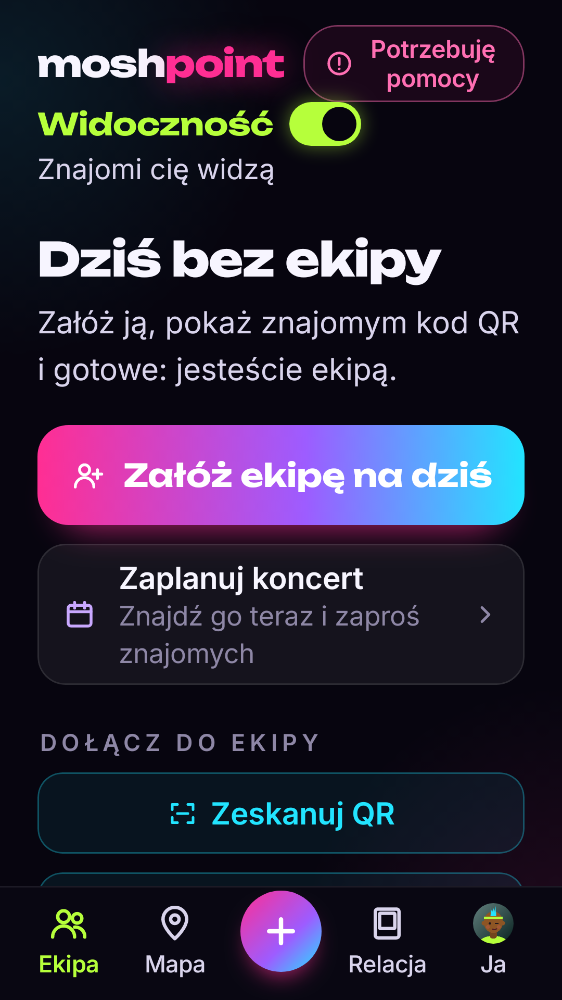 moshpoint
Potrzebuję
pomocy
Widoczność
Znajomi cię widzą
Dziś bez ekipy
Załóż ją, pokaż znajomym kod QR
i gotowe: jesteście ekipą.
Załóż ekipę na dziś
Zaplanuj koncert
Znajdź go teraz i zaproś
znajomych
DOŁĄCZ DO EKIPY
Zeskanuj QR
Ekipa
Mapa
Relacja
Ja